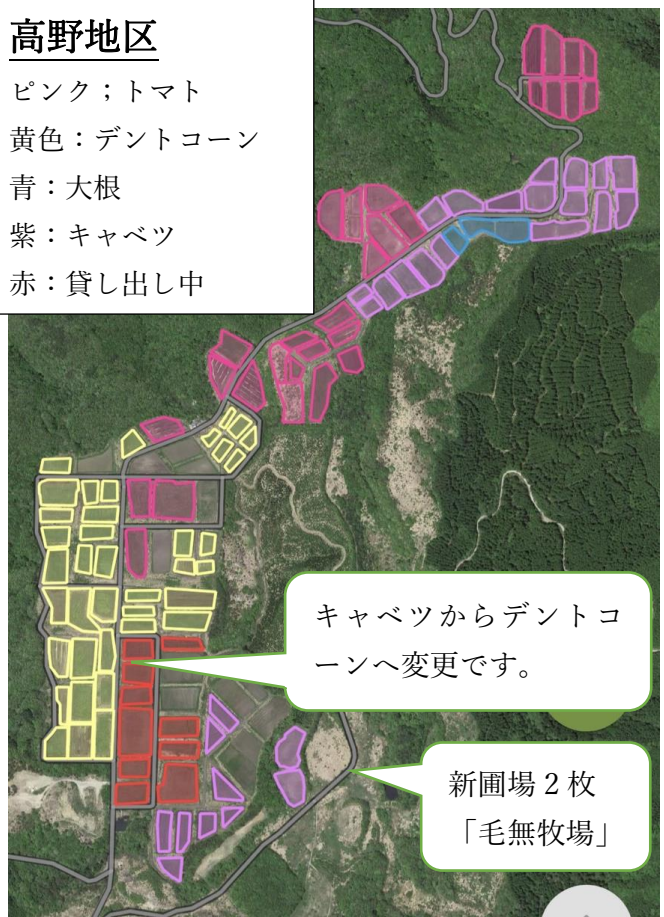 高野地区
ピンク；トマト
黄色：デントコーン
青：大根
紫：キャベツ
赤：貸し出し中
キャベツからデントコ
ーンへ変更です。
新圃場２枚
「毛無牧場」